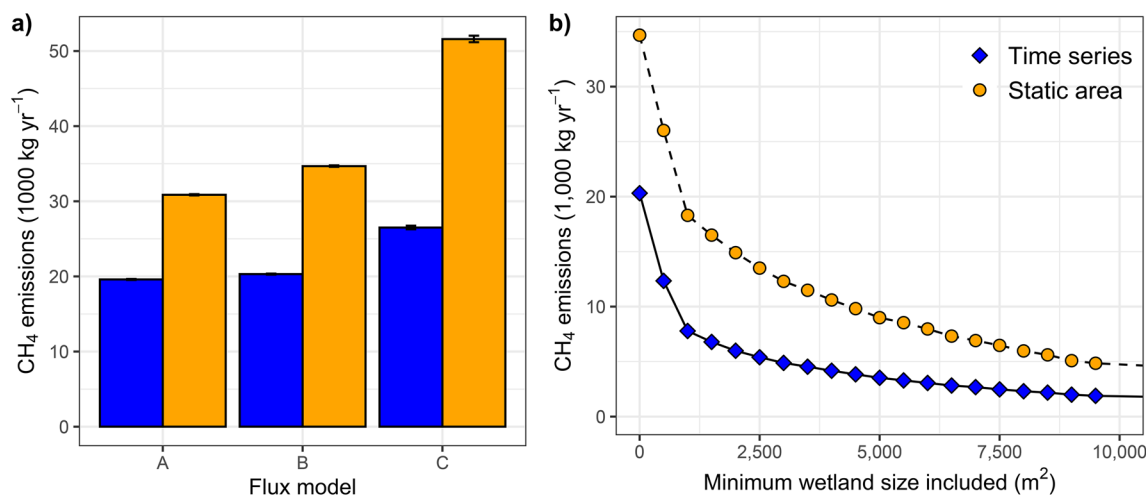 a)
CH₄ emissions (1000 kg yr⁻¹)
50
40
30
20
10
0
A
B
C
Flux model
b)
CH₄ emissions (1,000 kg yr⁻¹)
30
20
10
0
Time series
Static area
0
2,500
5,000
7,500
10,000
Minimum wetland size included (m²)